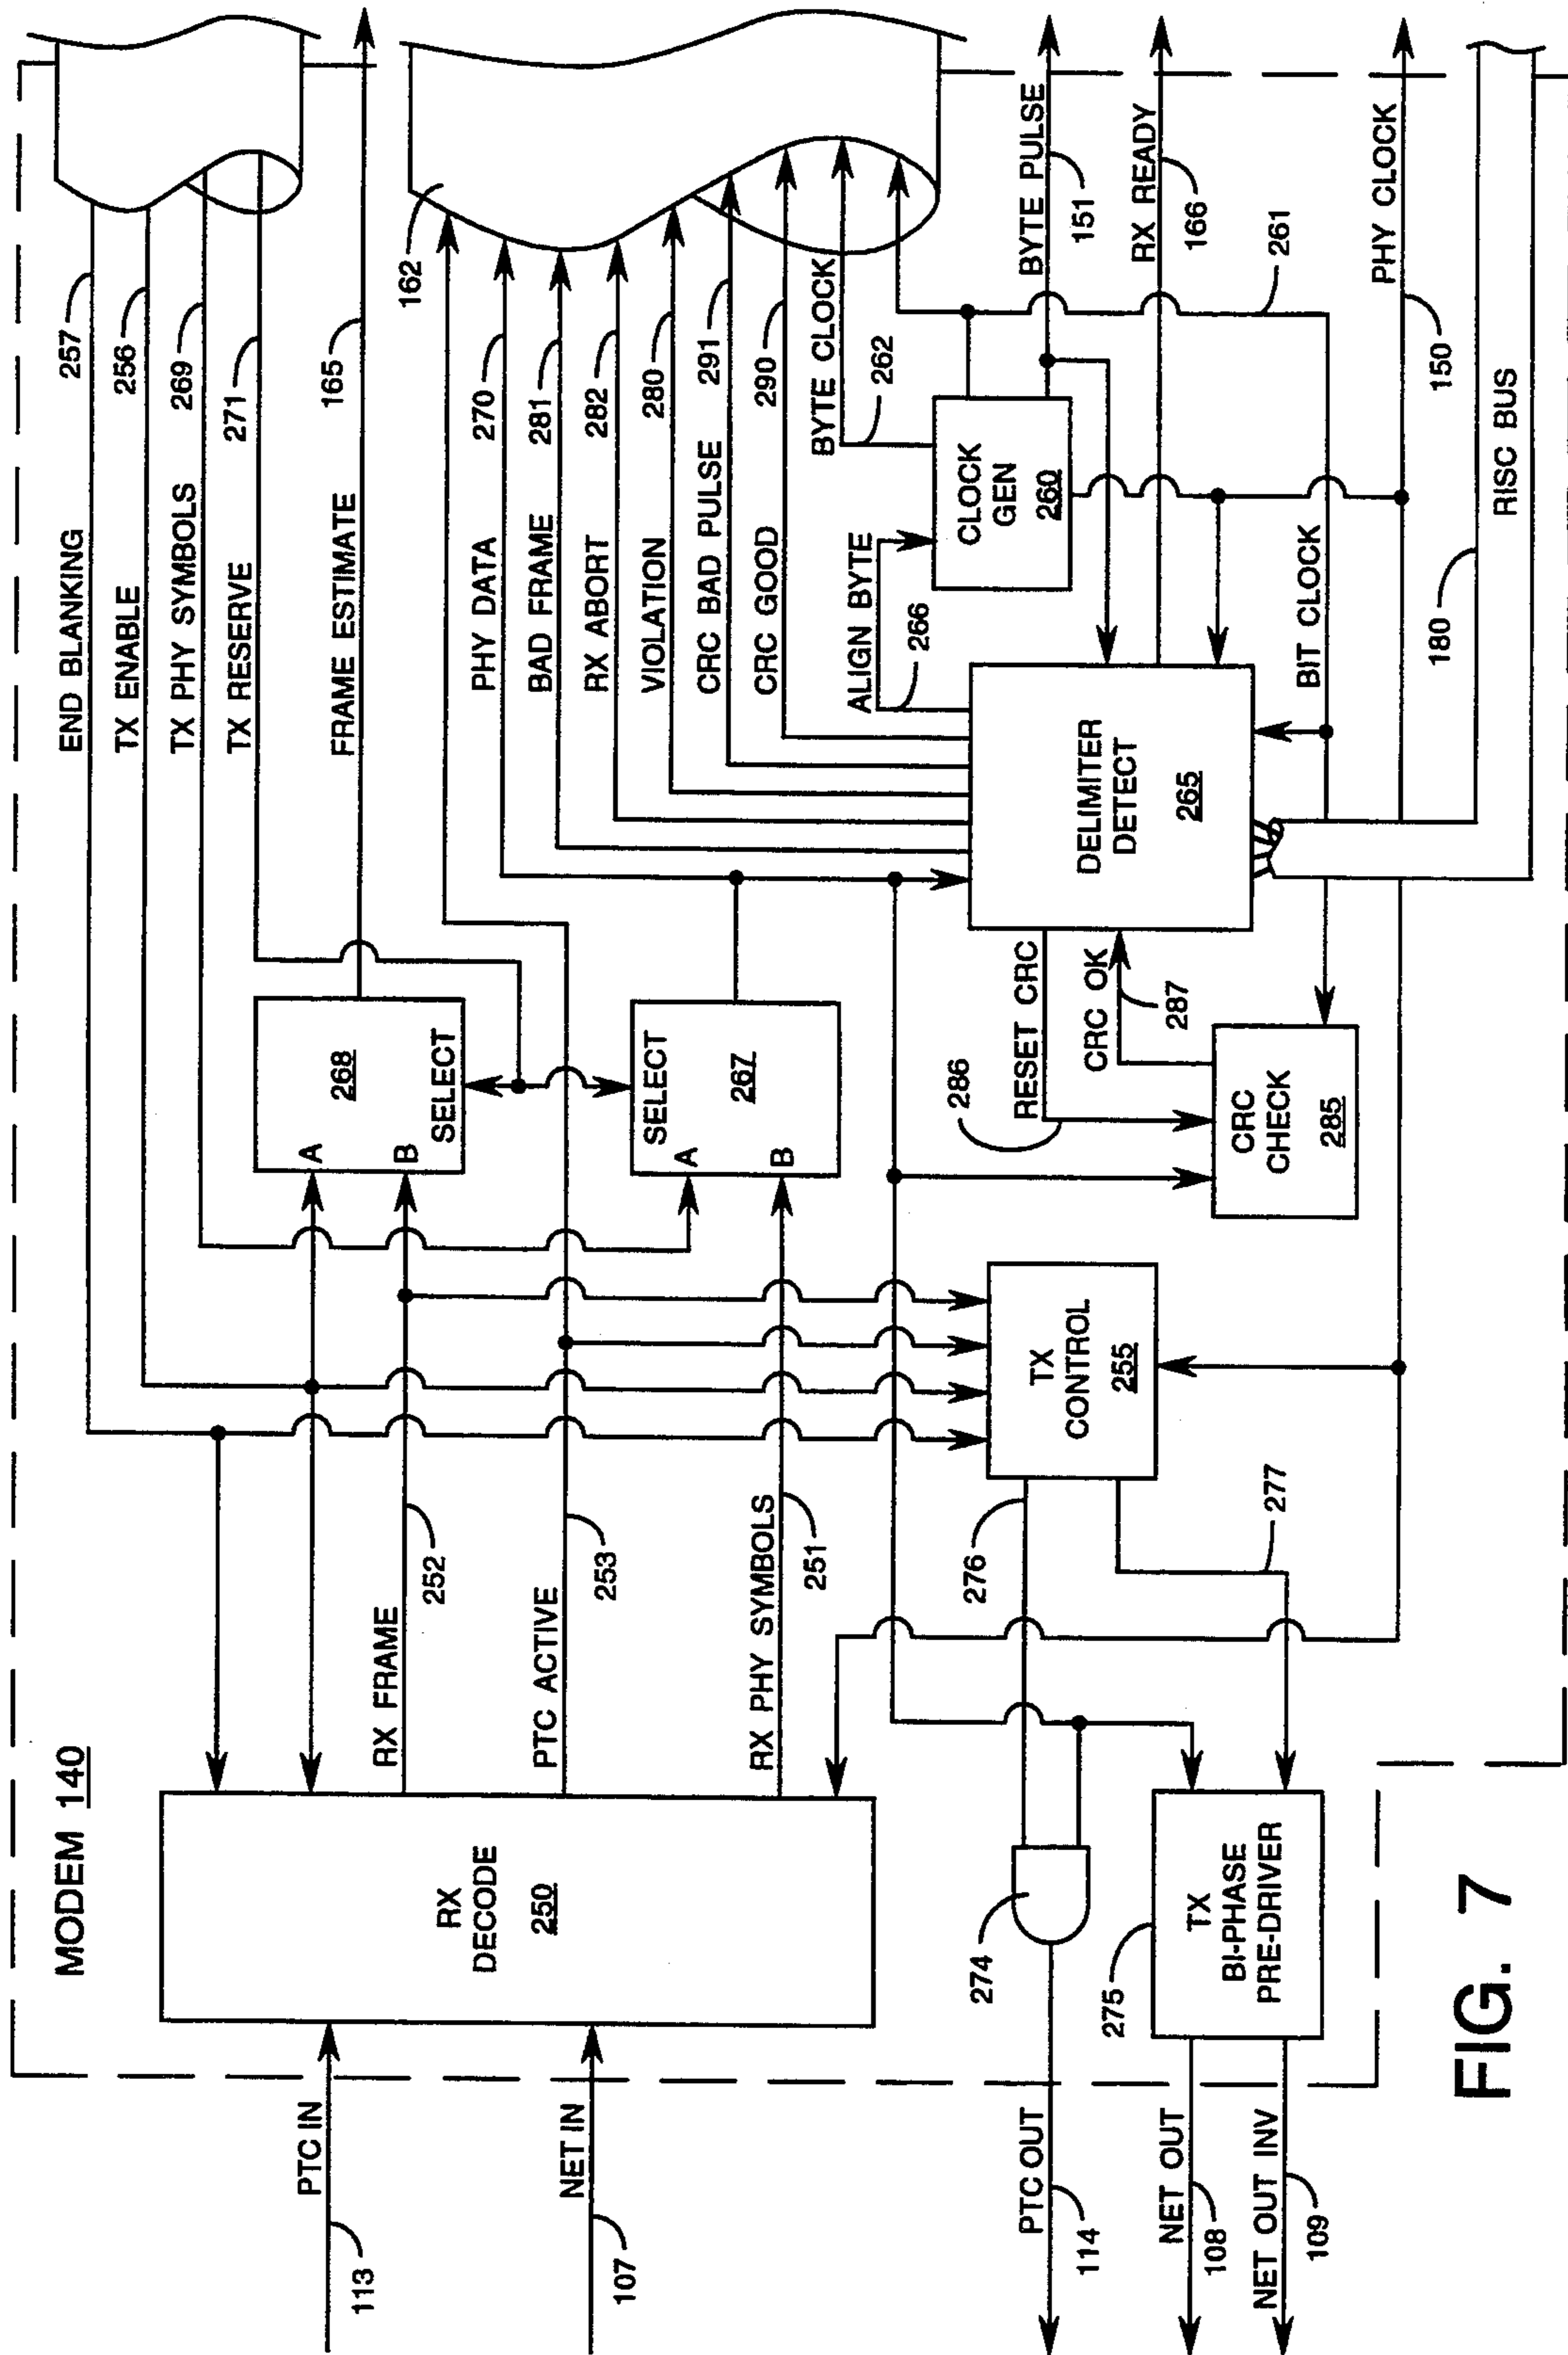 MODEM 140
END BLANKING
257
TX ENABLE
256
TX PHY SYMBOLS
269
TX RESERVE
271
FRAME ESTIMATE
165
162
PHY DATA
270
BAD FRAME
281
RX ABORT
282
VIOLATION
280
CRC BAD PULSE
291
CRC GOOD
290
BYTE CLOCK
262
ALIGN BYTE
266
CLOCK
GEN
260
BYTE PULSE
151
RX READY
166
261
BIT CLOCK
PHY CLOCK
150
RISC BUS
180
A
B
268
SELECT
SELECT
A
B
267
DELIMITER
DETECT
265
RESET CRC
286
CRC OK
287
CRC
CHECK
285
TX
CONTROL
255
276
277
RX FRAME
252
PTC ACTIVE
253
RX PHY SYMBOLS
251
RX
DECODE
250
PTC IN
113
NET IN
107
274
PTC OUT
114
275
TX
BI-PHASE
PRE-DRIVER
NET OUT
108
NET OUT INV
109
FIG. 7